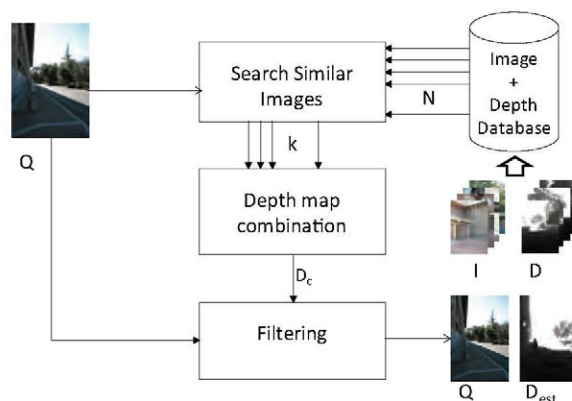 Search Similar
Images
Image
+
Depth
Database
N
Q
k
Depth map
combination
I
D
D_c
Filtering
Q
D_est